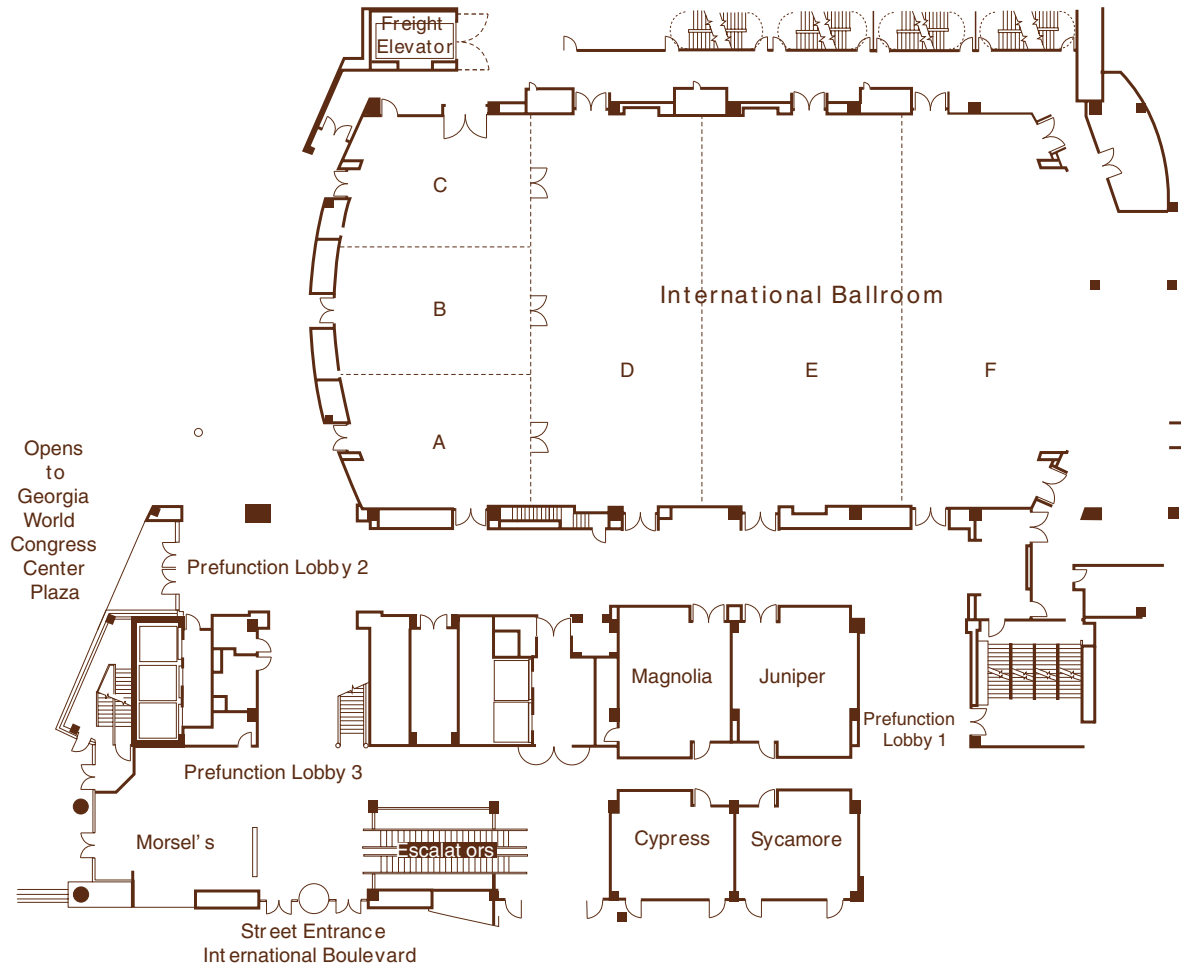 Freight
Elevator
C
B
International Ballroom
D
E
F
A
Opens
to
Georgia
World
Congress
Center
Plaza
Prefunction Lobby 2
Magnolia
Juniper
Prefunction
Lobby 1
Prefunction Lobby 3
Morsel's
Escalators
Cypress
Sycamore
Street Entrance
International Boulevard